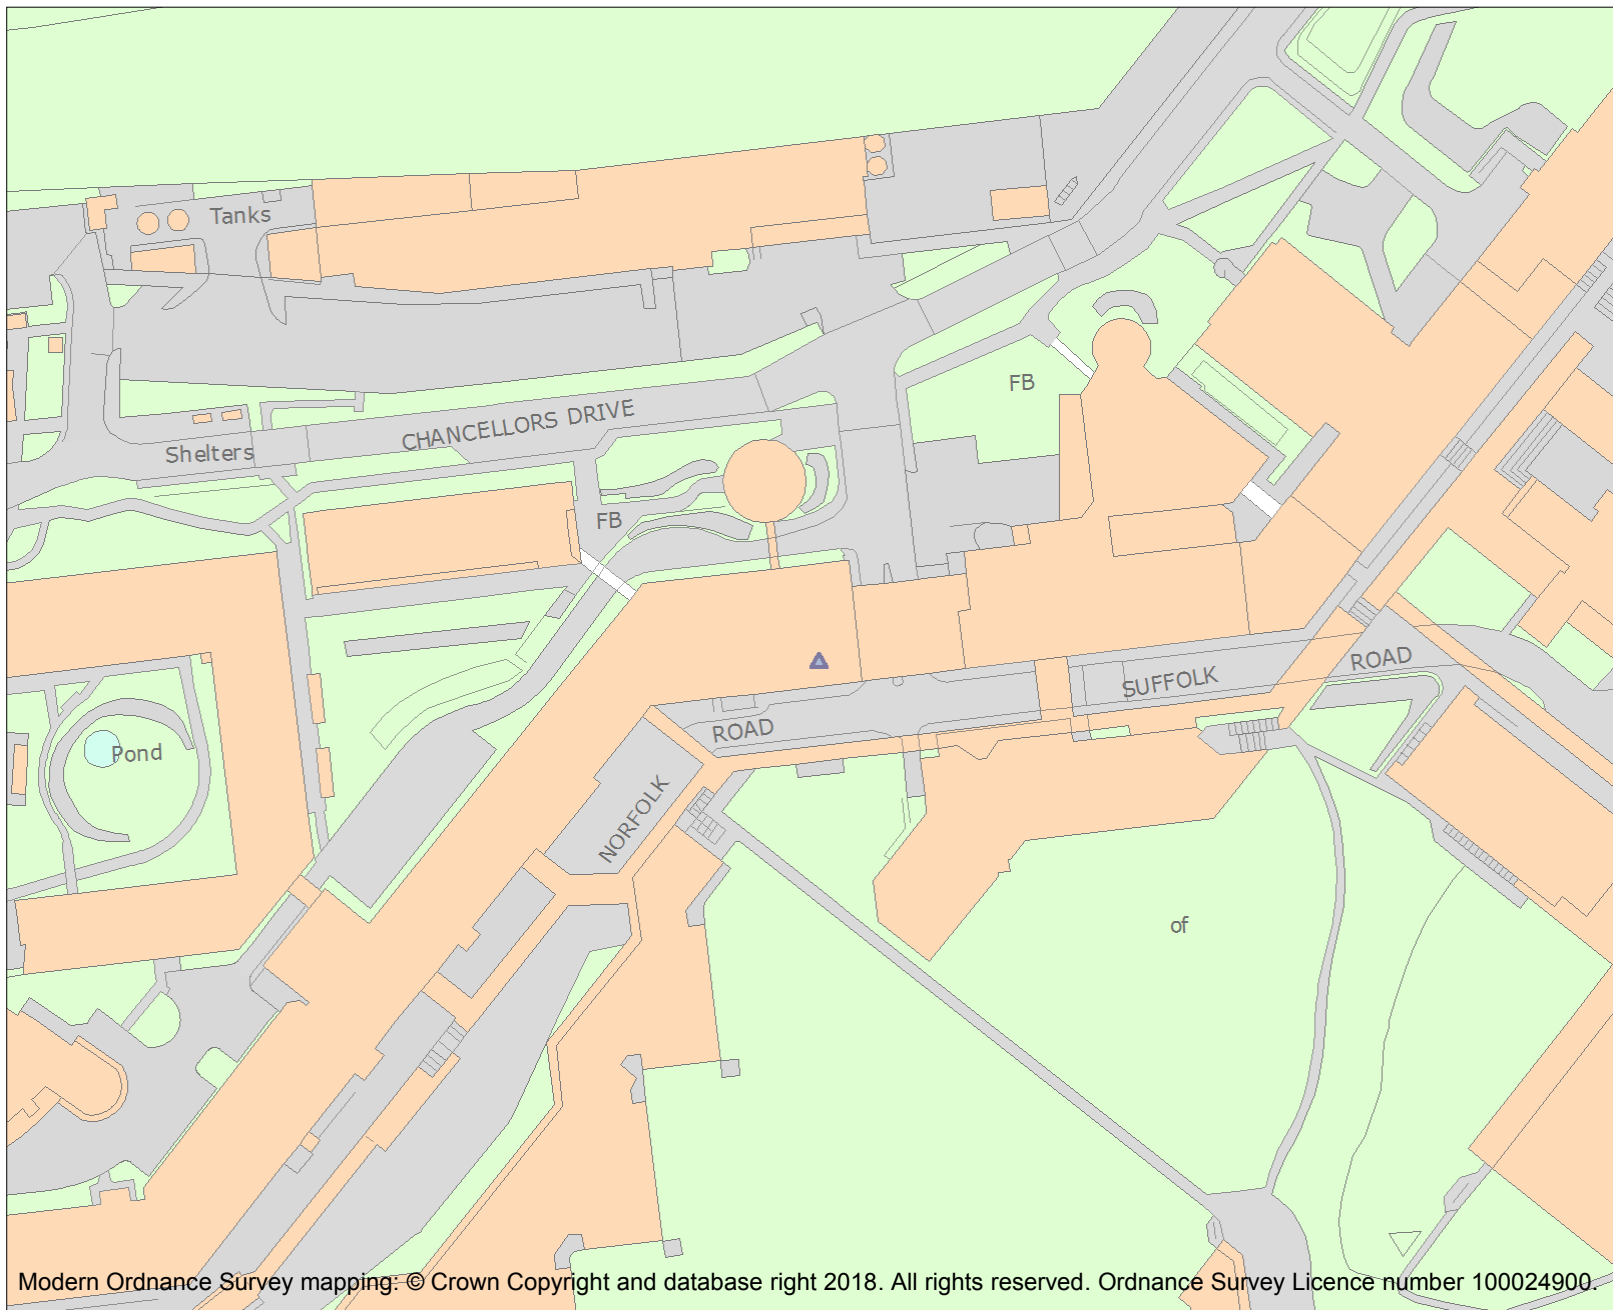 Tanks
FB
CHANCELLORS DRIVE
Shelters
FB
ROAD
SUFFOLK
ROAD
Pond
NORFOLK
of
Modern Ordnance Survey mapping: © Crown Copyright and database right 2018. All rights reserved. Ordnance Survey Licence number 100024900.